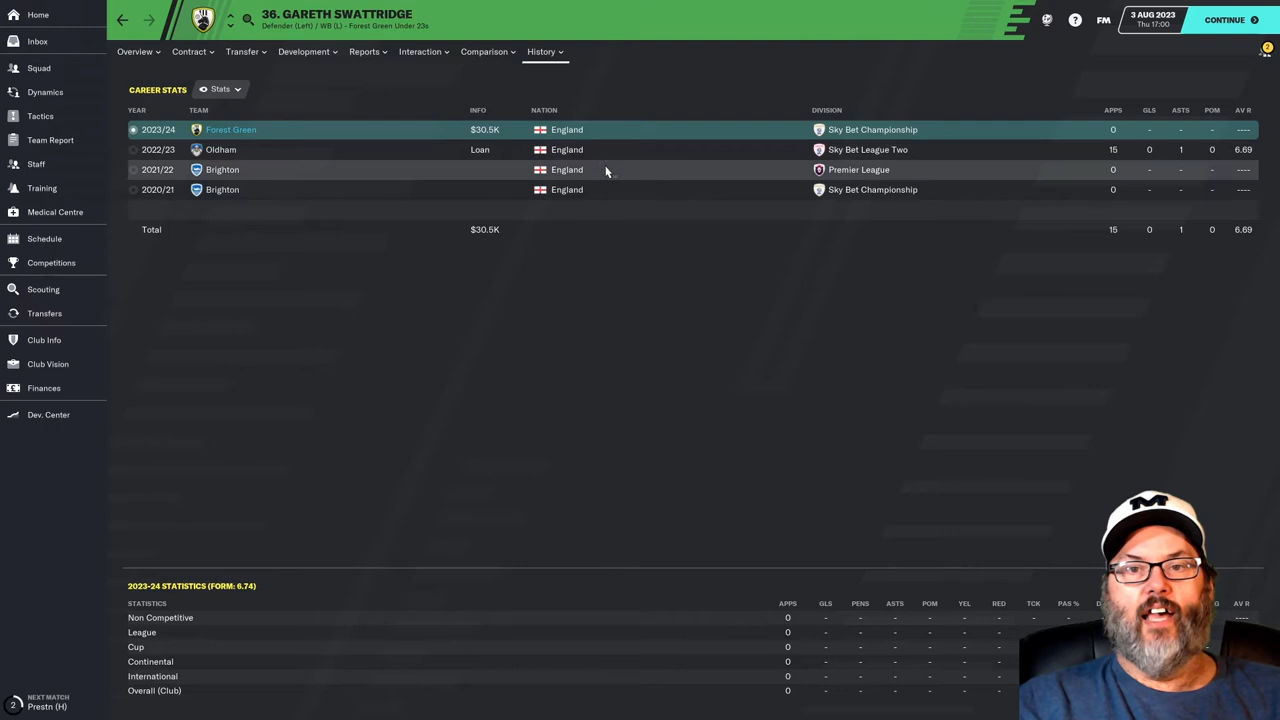 Home
Inbox
Squad
Dynamics
Tactics
Team Report
Staff
Training
Medical Centre
Schedule
Competitions
Scouting
Transfers
Club Info
Club Vision
Finances
Dev. Center
2 NEXT MATCH
Prestn (H)
36. GARETH SWATTRIDGE
Defender (Left) / WB (L) - Forest Green Under 23s
FM
3 AUG 2023
Thu 17:00
CONTINUE
2
Overview Contract Transfer Development Reports Interaction Comparison History
CAREER STATS Stats
YEAR TEAM INFO NATION DIVISION APPS GLS ASTS POM AV R
2023/24 Forest Green $30.5K England Sky Bet Championship 0 - - - ----
2022/23 Oldham Loan England Sky Bet League Two 15 0 1 0 6.69
2021/22 Brighton England Premier League 0 - - - ----
2020/21 Brighton England Sky Bet Championship 0 - - - ----
Total $30.5K 15 0 1 0 6.69
2023-24 STATISTICS (FORM: 6.74)
STATISTICS APPS GLS PENS ASTS POM YEL RED TCK PAS % AV R
Non Competitive 0 - - - - - - - - ----
League 0 - - - - - -
Cup 0 - - - - - -
Continental 0 - - - - - -
International 0 - - - - - -
Overall (Club) 0 - - - - - -
M